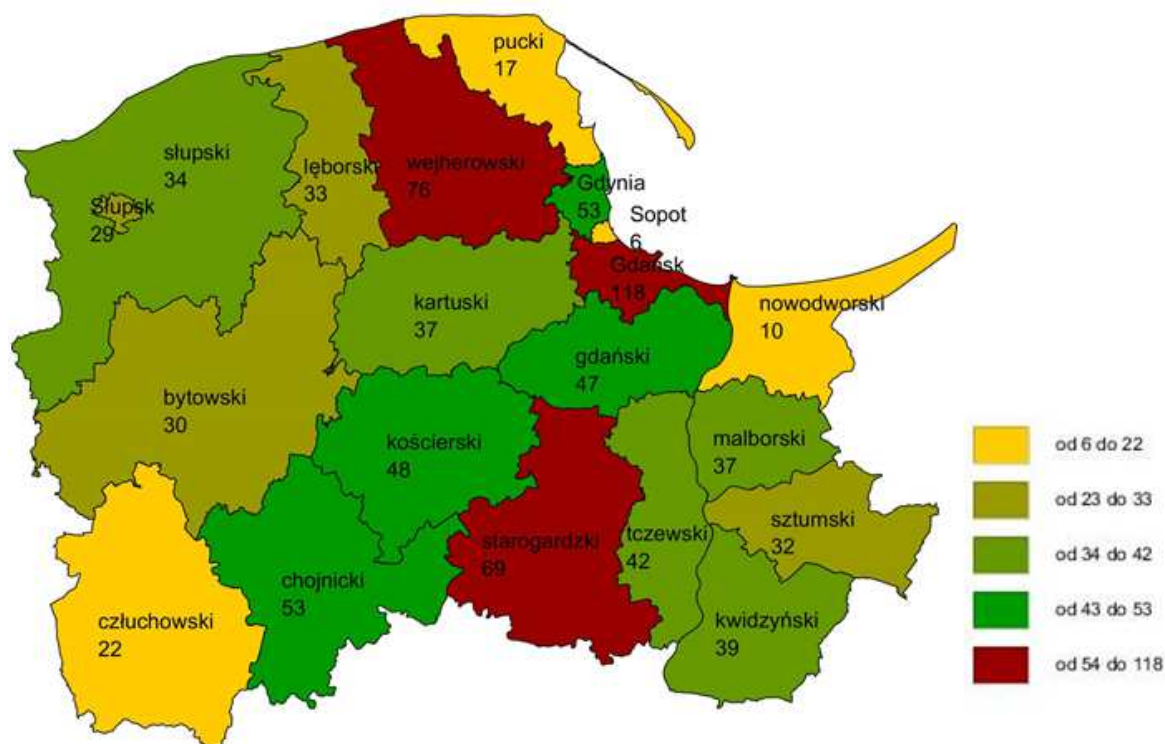 pucki
17
słupski
34
lęborski
33
wejherowski
76
Gdynia
53
Słupsk
29
Sopot
6
Gdańsk
118
kartuski
37
nowodworski
10
gdański
47
bytowski
30
kościerski
48
malborski
37
starogardzki
69
tczewski
42
sztumski
32
chojnicki
53
człuchowski
22
kwidzyński
39
od 6 do 22
od 23 do 33
od 34 do 42
od 43 do 53
od 54 do 118